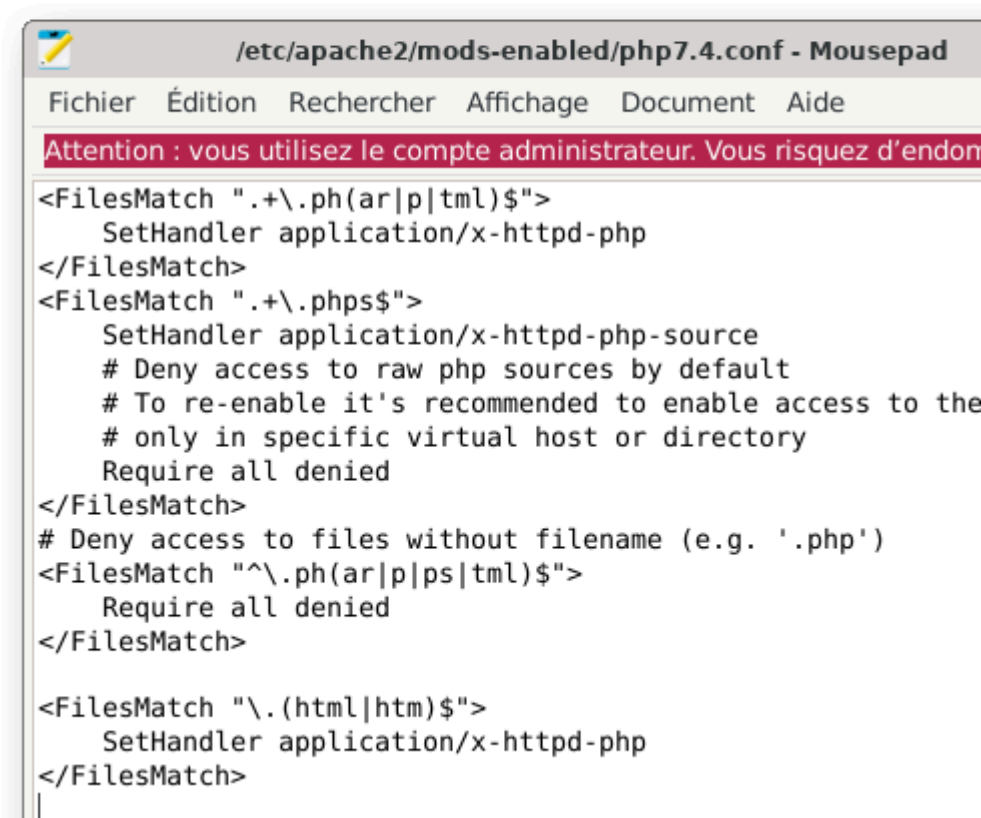 /etc/apache2/mods-enabled/php7.4.conf - Mousepad
Fichier Édition Rechercher Affichage Document Aide
Attention : vous utilisez le compte administrateur. Vous risquez d’endom
<FilesMatch ".+\.ph(ar|p|tml)$">
    SetHandler application/x-httpd-php
</FilesMatch>
<FilesMatch ".+\.phps$">
    SetHandler application/x-httpd-php-source
    # Deny access to raw php sources by default
    # To re-enable it's recommended to enable access to the
    # only in specific virtual host or directory
    Require all denied
</FilesMatch>
# Deny access to files without filename (e.g. '.php')
<FilesMatch "^\.ph(ar|p|ps|tml)$">
    Require all denied
</FilesMatch>

<FilesMatch "\.(html|htm)$">
    SetHandler application/x-httpd-php
</FilesMatch>